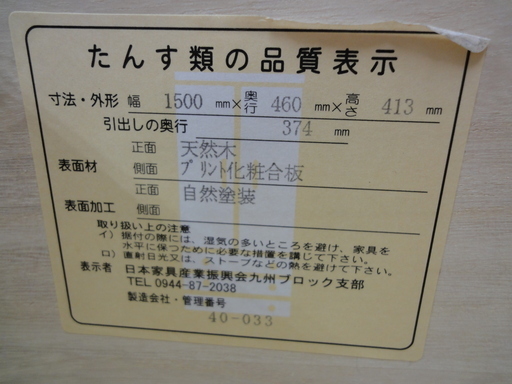 たんす類の品質表示
寸法・外形 幅 1500 mm× 奥行 460 mm× 高さ 413 mm
引出しの奥行 374 mm
表面材 正面 天然木
側面 プリント化粧合板
表面加工 正面 自然塗装
側面
取り扱い上の注意
イ）据付の際には、湿気の多いところを避け、家具を
水平に保つために必要な措置を講じて下さい。
ロ）直射日光又は、ストーブなどの熱を避けて下さい。
表示者 日本家具産業振興会九州ブロック支部
TEL 0944-87-2038
製造会社・管理番号
40-033